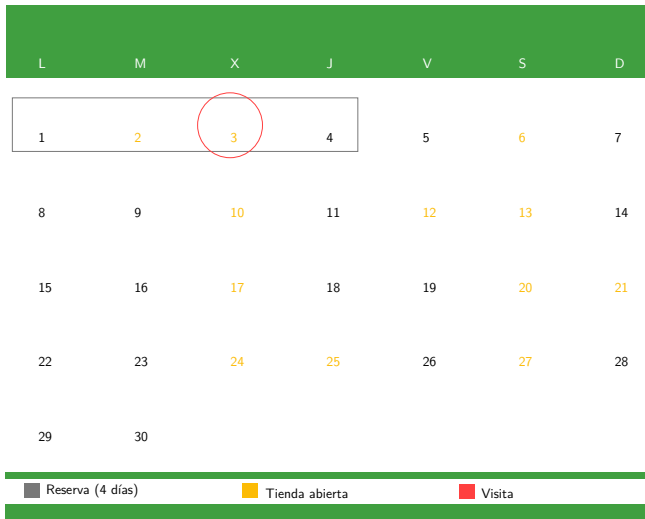 L M X J V S D
1 2 3 4 5 6 7
8 9 10 11 12 13 14
15 16 17 18 19 20 21
22 23 24 25 26 27 28
29 30
Reserva (4 días) Tienda abierta Visita